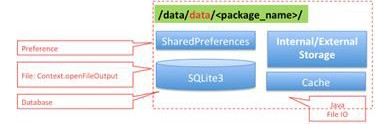 /data/data/<package_name>/
Preference
SharedPreferences
Internal/External
Storage
File: Context.openFileOutput
SQLite3
Cache
Database
Java
File IO